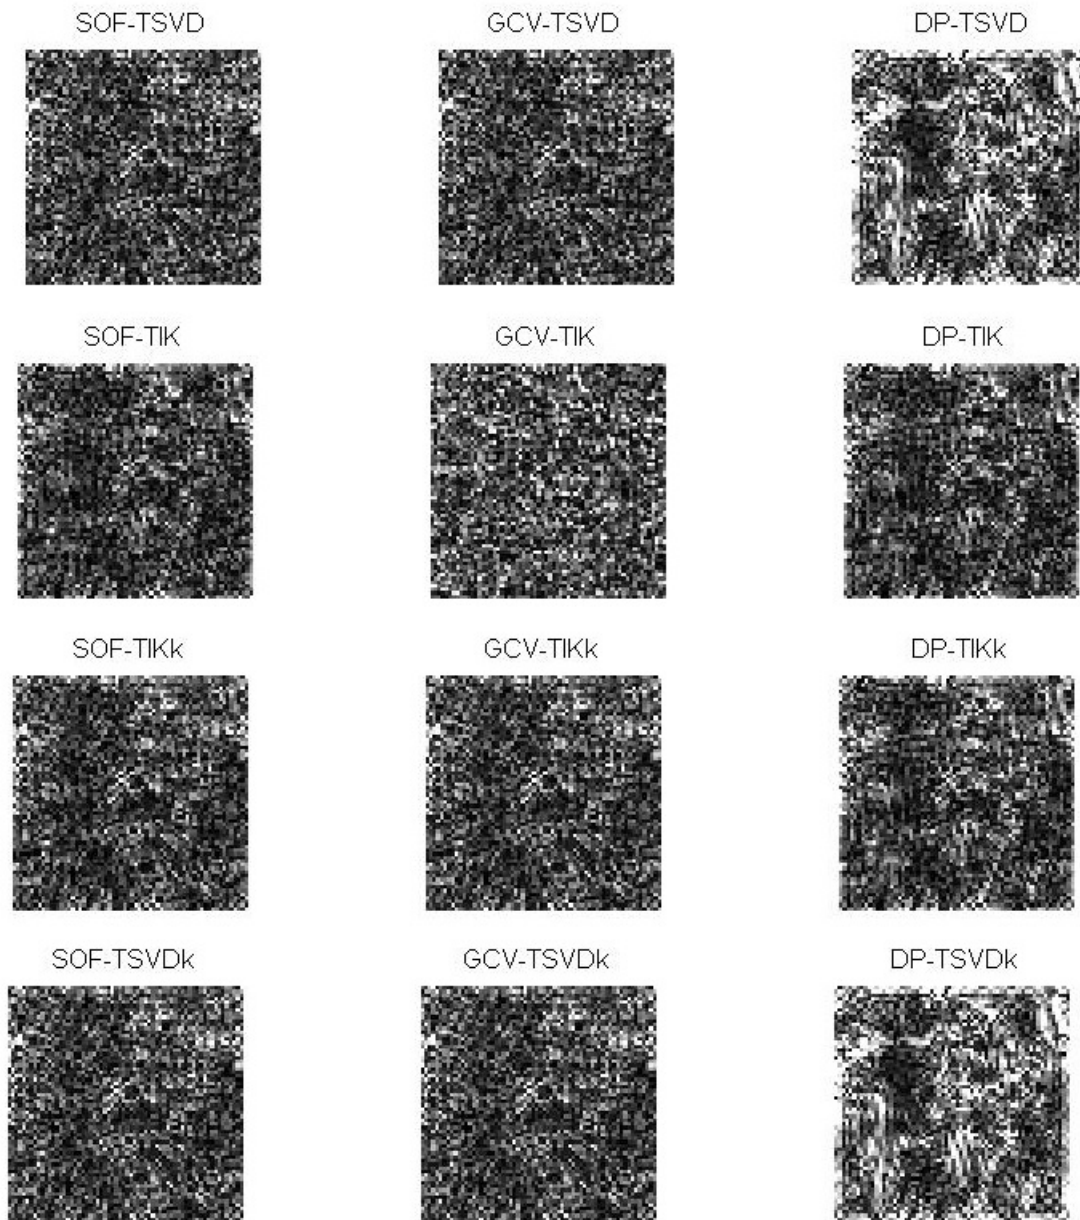 SOF-TSVD GCV-TSVD DP-TSVD
SOF-TIK GCV-TIK DP-TIK
SOF-TIKk GCV-TIKk DP-TIKk
SOF-TSVDk GCV-TSVDk DP-TSVDk